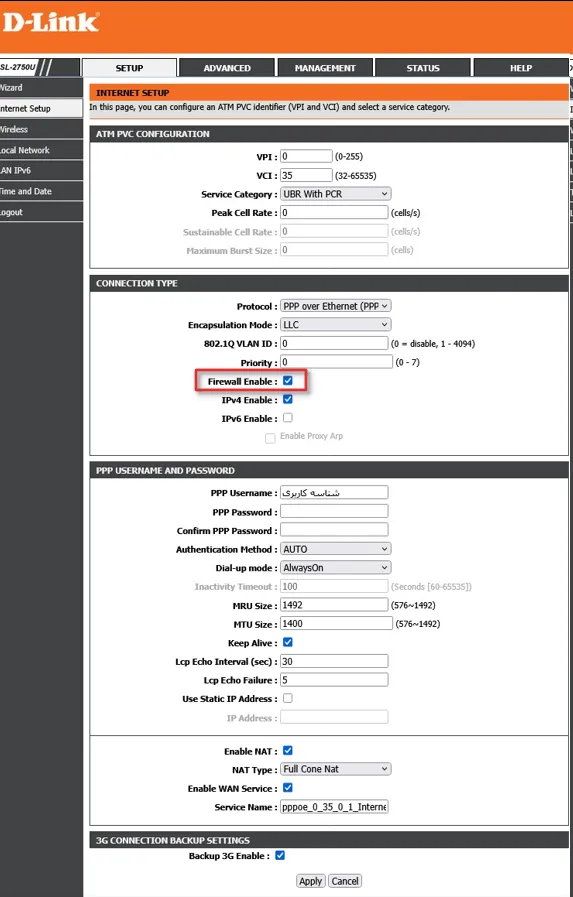 D-Link
SL-2750U
SETUP ADVANCED MANAGEMENT STATUS HELP
Wizard
Internet Setup
Wireless
Local Network
LAN IPv6
Time and Date
Logout
INTERNET SETUP
In this page, you can configure an ATM PVC identifier (VPI and VCI) and select a service category.
ATM PVC CONFIGURATION
VPI : 0 (0-255)
VCI : 35 (32-65535)
Service Category : UBR With PCR
Peak Cell Rate : 0 (cells/s)
Sustainable Cell Rate : 0 (cells/s)
Maximum Burst Size : 0 (cells)
CONNECTION TYPE
Protocol : PPP over Ethernet (PPP
Encapsulation Mode : LLC
802.1Q VLAN ID : 0 (0 = disable, 1 - 4094)
Priority : 0 (0 - 7)
Firewall Enable :
IPv4 Enable :
IPv6 Enable :
Enable Proxy Arp
PPP USERNAME AND PASSWORD
PPP Username : شناسه کاربری
PPP Password :
Confirm PPP Password :
Authentication Method : AUTO
Dial-up mode : AlwaysOn
Inactivity Timeout : 100 (Seconds [60-65535])
MRU Size : 1492 (576~1492)
MTU Size : 1400 (576~1492)
Keep Alive :
Lcp Echo Interval (sec) : 30
Lcp Echo Failure : 5
Use Static IP Address :
IP Address :
Enable NAT :
NAT Type : Full Cone Nat
Enable WAN Service :
Service Name : pppoe_0_35_0_1_Interne
3G CONNECTION BACKUP SETTINGS
Backup 3G Enable :
Apply Cancel